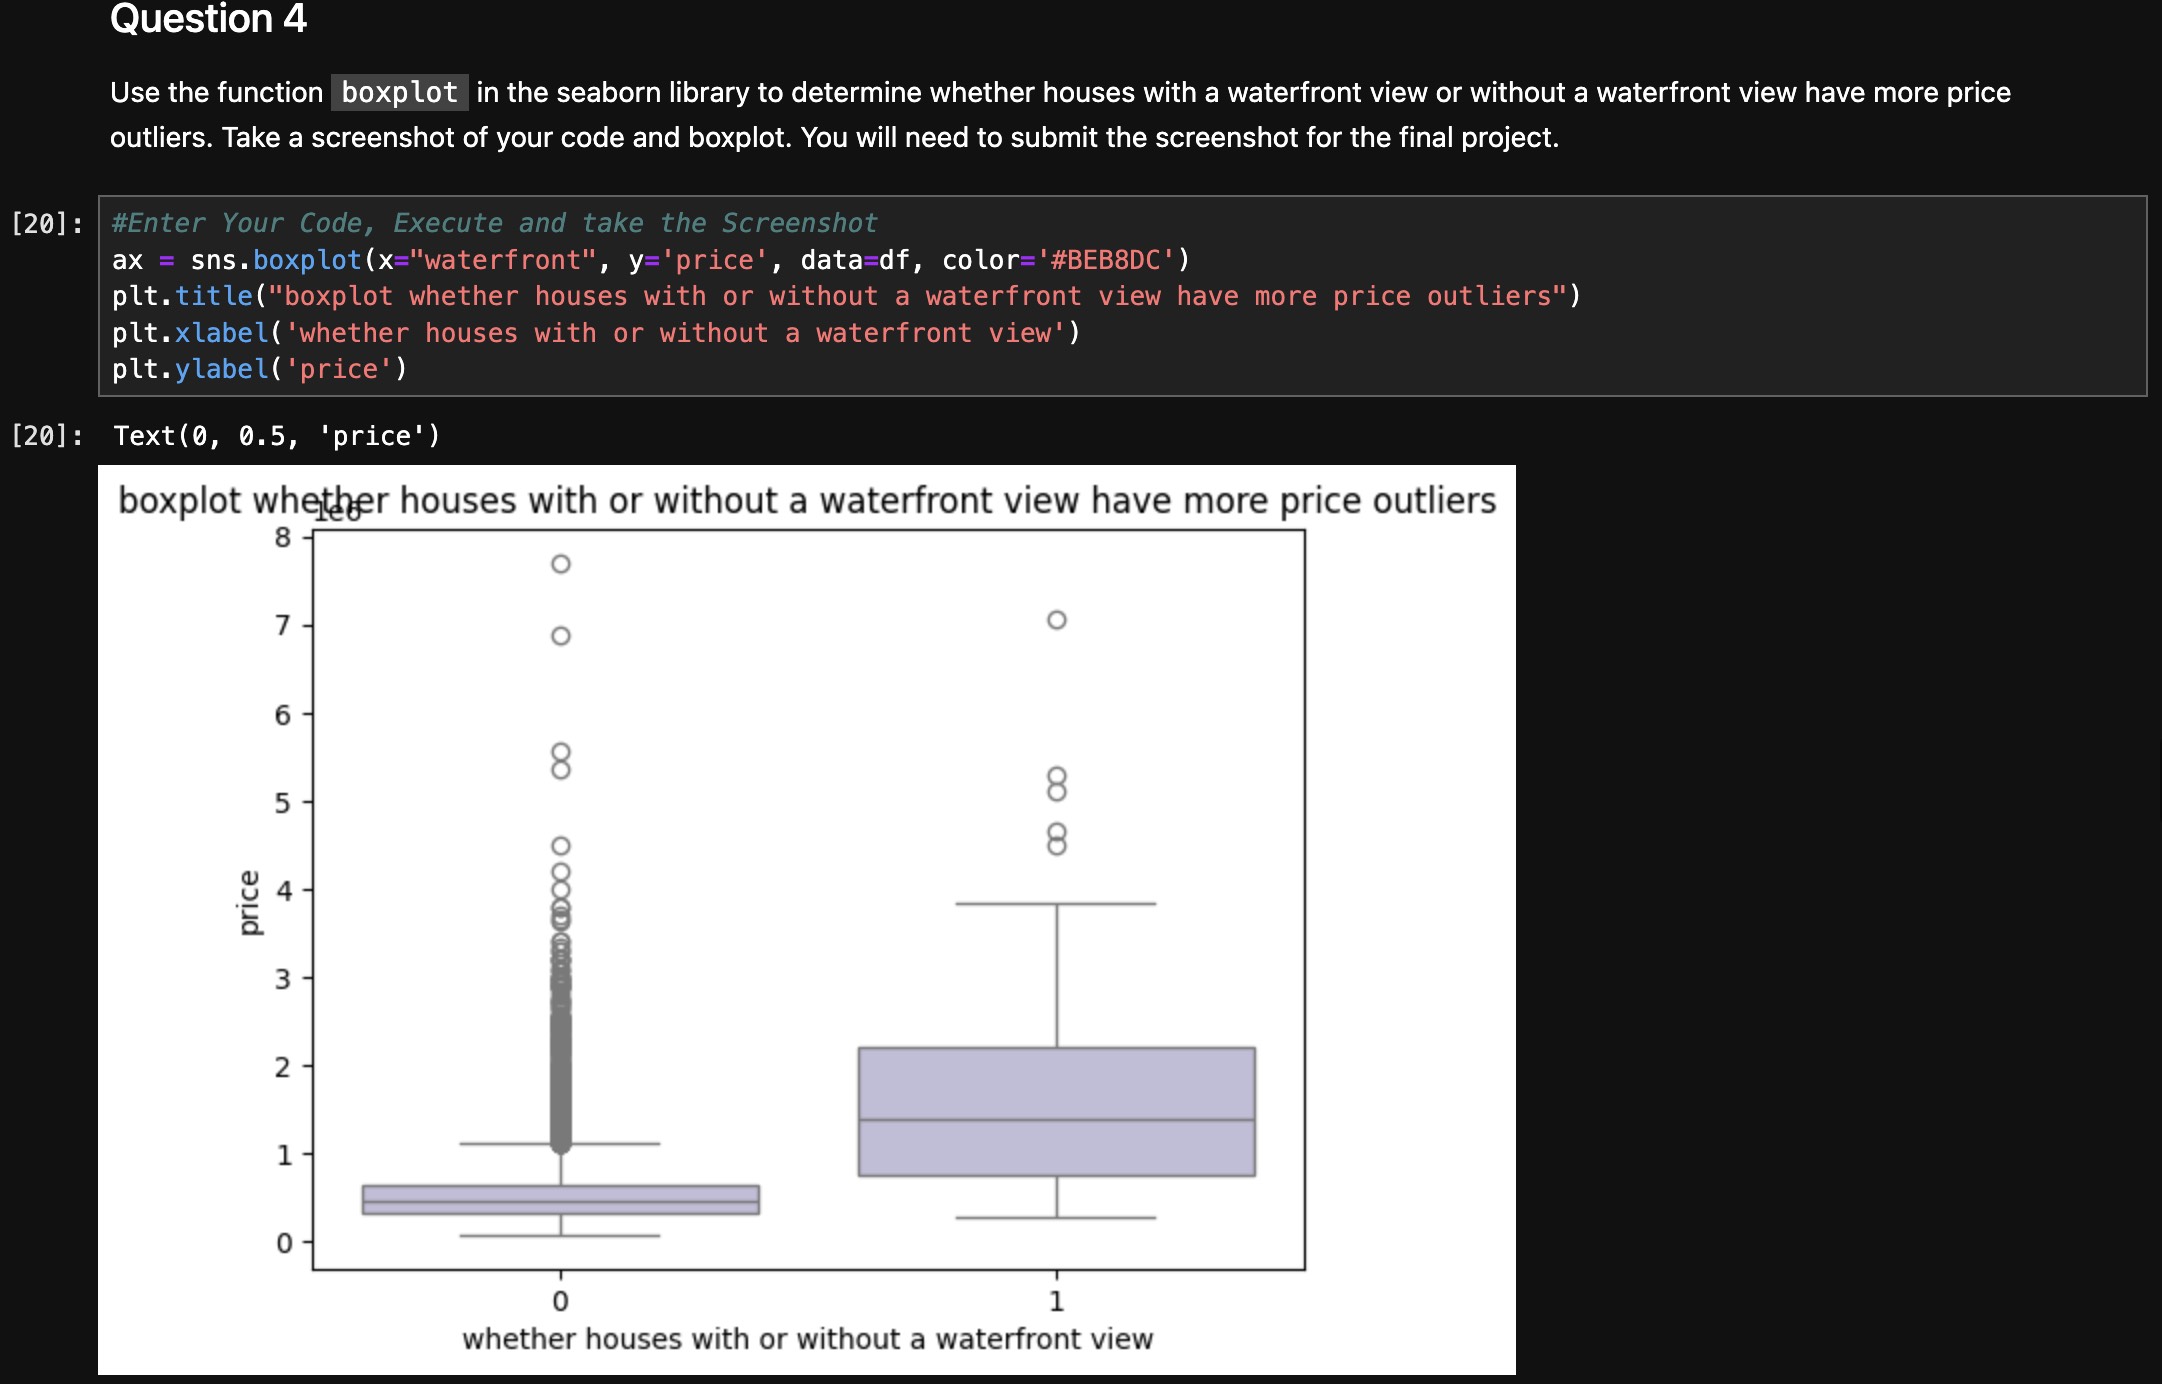 Question 4
Use the function boxplot in the seaborn library to determine whether houses with a waterfront view or without a waterfront view have more price
outliers. Take a screenshot of your code and boxplot. You will need to submit the screenshot for the final project.
[20]: #Enter Your Code, Execute and take the Screenshot
ax = sns.boxplot(x="waterfront", y='price', data=df, color='#BEB8DC')
plt.title("boxplot whether houses with or without a waterfront view have more price outliers")
plt.xlabel('whether houses with or without a waterfront view')
plt.ylabel('price')
[20]: Text(0, 0.5, 'price')
boxplot whether houses with or without a waterfront view have more price outliers
1e6
8
7
6
5
4
3
2
1
0
price
0 1
whether houses with or without a waterfront view